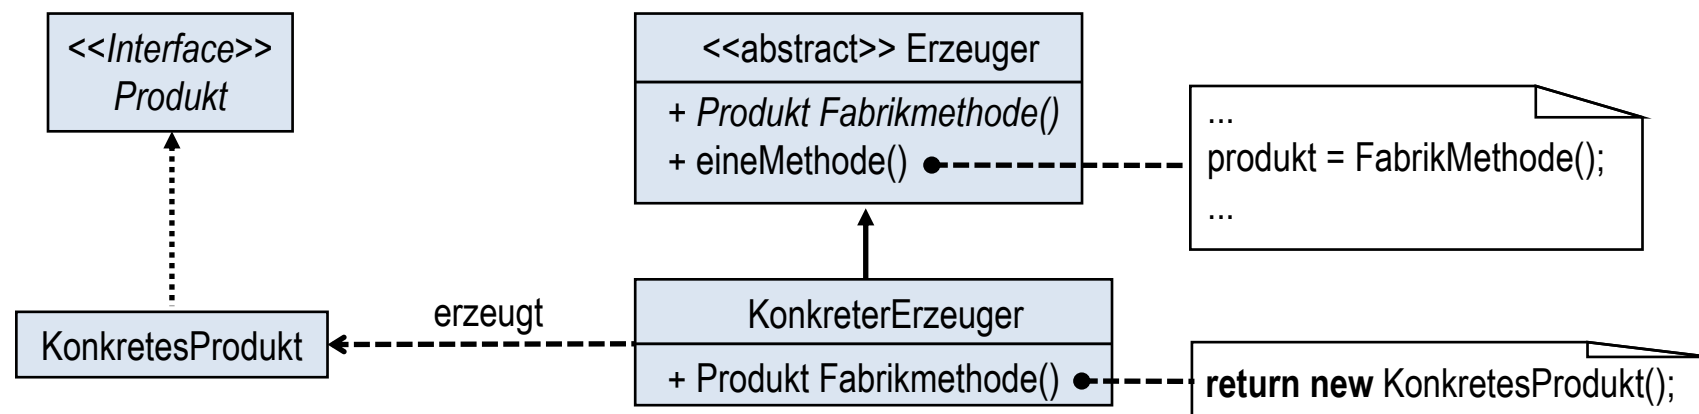 <<Interface>>
Produkt
<<abstract>> Erzeuger
+ Produkt Fabrikmethode()
+ eineMethode()
...
produkt = FabrikMethode();
...
KonkretesProdukt
erzeugt
KonkreterErzeuger
+ Produkt Fabrikmethode()
return new KonkretesProdukt();